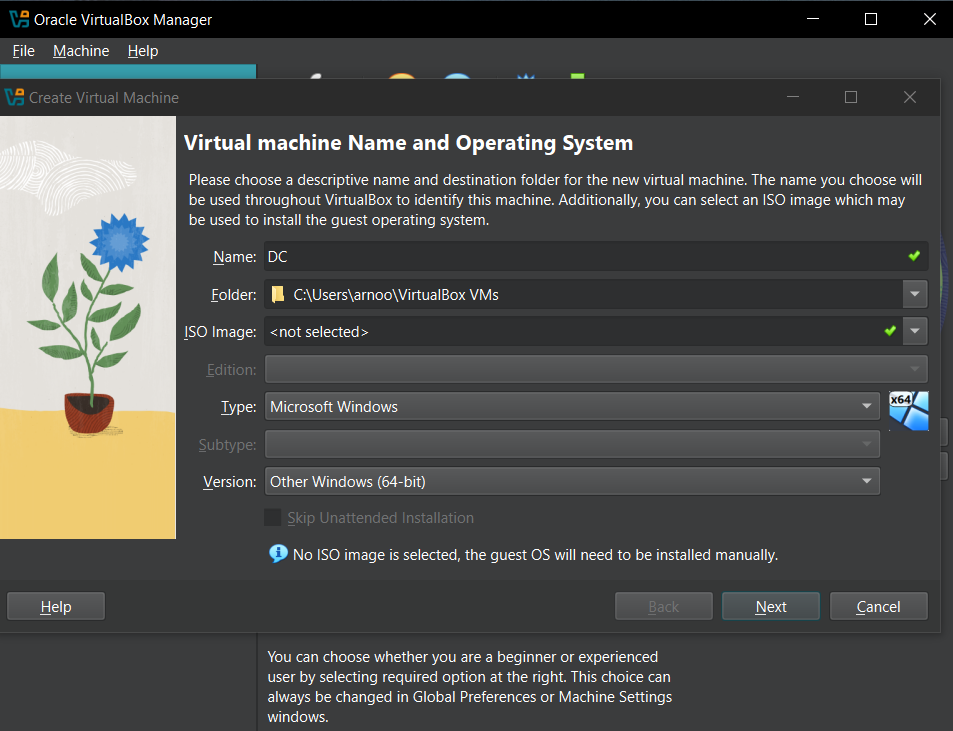 Oracle VirtualBox Manager
File Machine Help
Create Virtual Machine
Virtual machine Name and Operating System
Please choose a descriptive name and destination folder for the new virtual machine. The name you choose will
be used throughout VirtualBox to identify this machine. Additionally, you can select an ISO image which may
be used to install the guest operating system.
Name: DC
Folder: C:\Users\arnoo\VirtualBox VMs
ISO Image: <not selected>
Edition:
Type: Microsoft Windows x64
Subtype:
Version: Other Windows (64-bit)
Skip Unattended Installation
No ISO image is selected, the guest OS will need to be installed manually.
Help Back Next Cancel
You can choose whether you are a beginner or experienced
user by selecting required option at the right. This choice can
always be changed in Global Preferences or Machine Settings
windows.